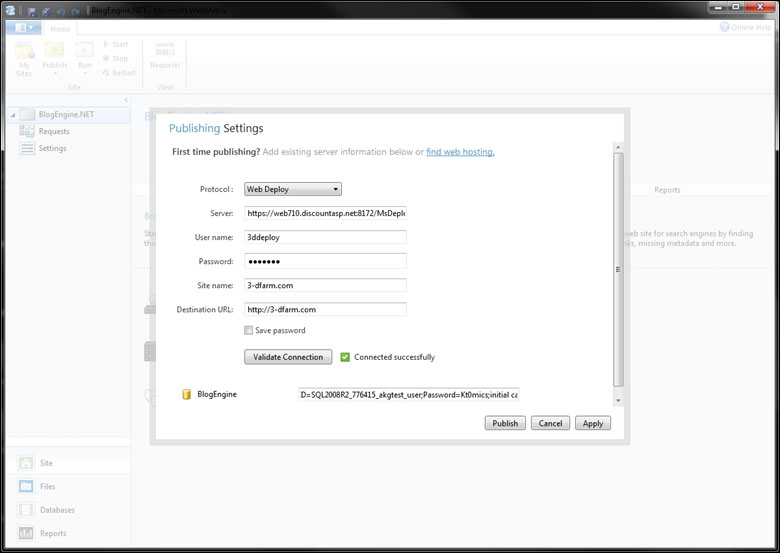 BlogEngine.NET - Microsoft WebMatrix
Home
Online Help
My Sites
Publish
Run
Start
Stop
Restart
Requests
Site
View
BlogEngine.NET
Requests
Settings
Publishing Settings
First time publishing? Add existing server information below or find web hosting.
Protocol :
Web Deploy
Server:
https://web710.discountasp.net:8172/MsDeplo
User name:
3ddeploy
Password:
●●●●●●●
Site name:
3-dfarm.com
Destination URL:
http://3-dfarm.com
Save password
Validate Connection
Connected successfully
BlogEngine
D=SQL2008R2_776415_akgtest_user;Password=Kt0mics;initial ca
Publish
Cancel
Apply
Reports
web site for search engines by finding
nks, missing metadata and more.
Site
Files
Databases
Reports